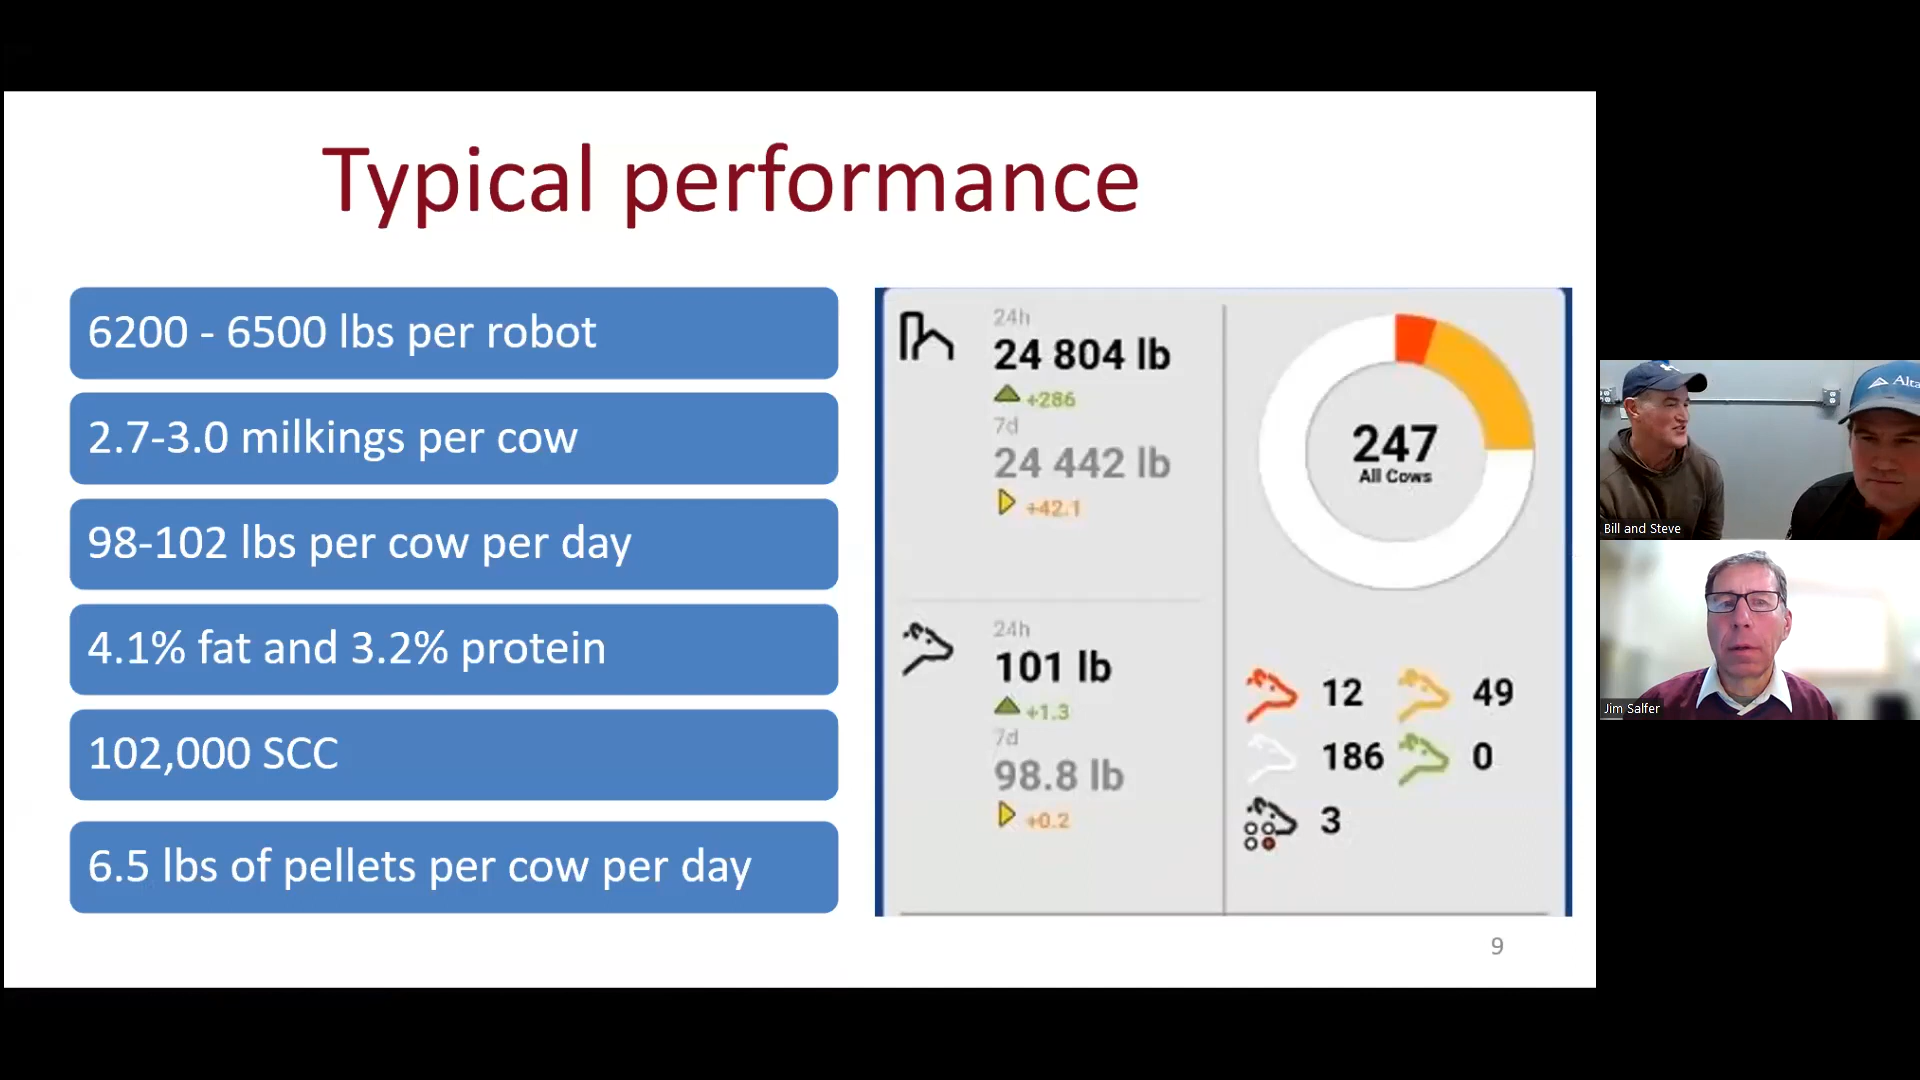 Typical performance
6200 - 6500 lbs per robot
2.7-3.0 milkings per cow
98-102 lbs per cow per day
4.1% fat and 3.2% protein
102,000 SCC
6.5 lbs of pellets per cow per day
24h
24 804 lb
+286
7d
24 442 lb
+42.1
24h
101 lb
+1.3
7d
98.8 lb
+0.2
247
All Cows
12 49
186 0
3
9
Alta
Bill and Steve
Jim Salfer